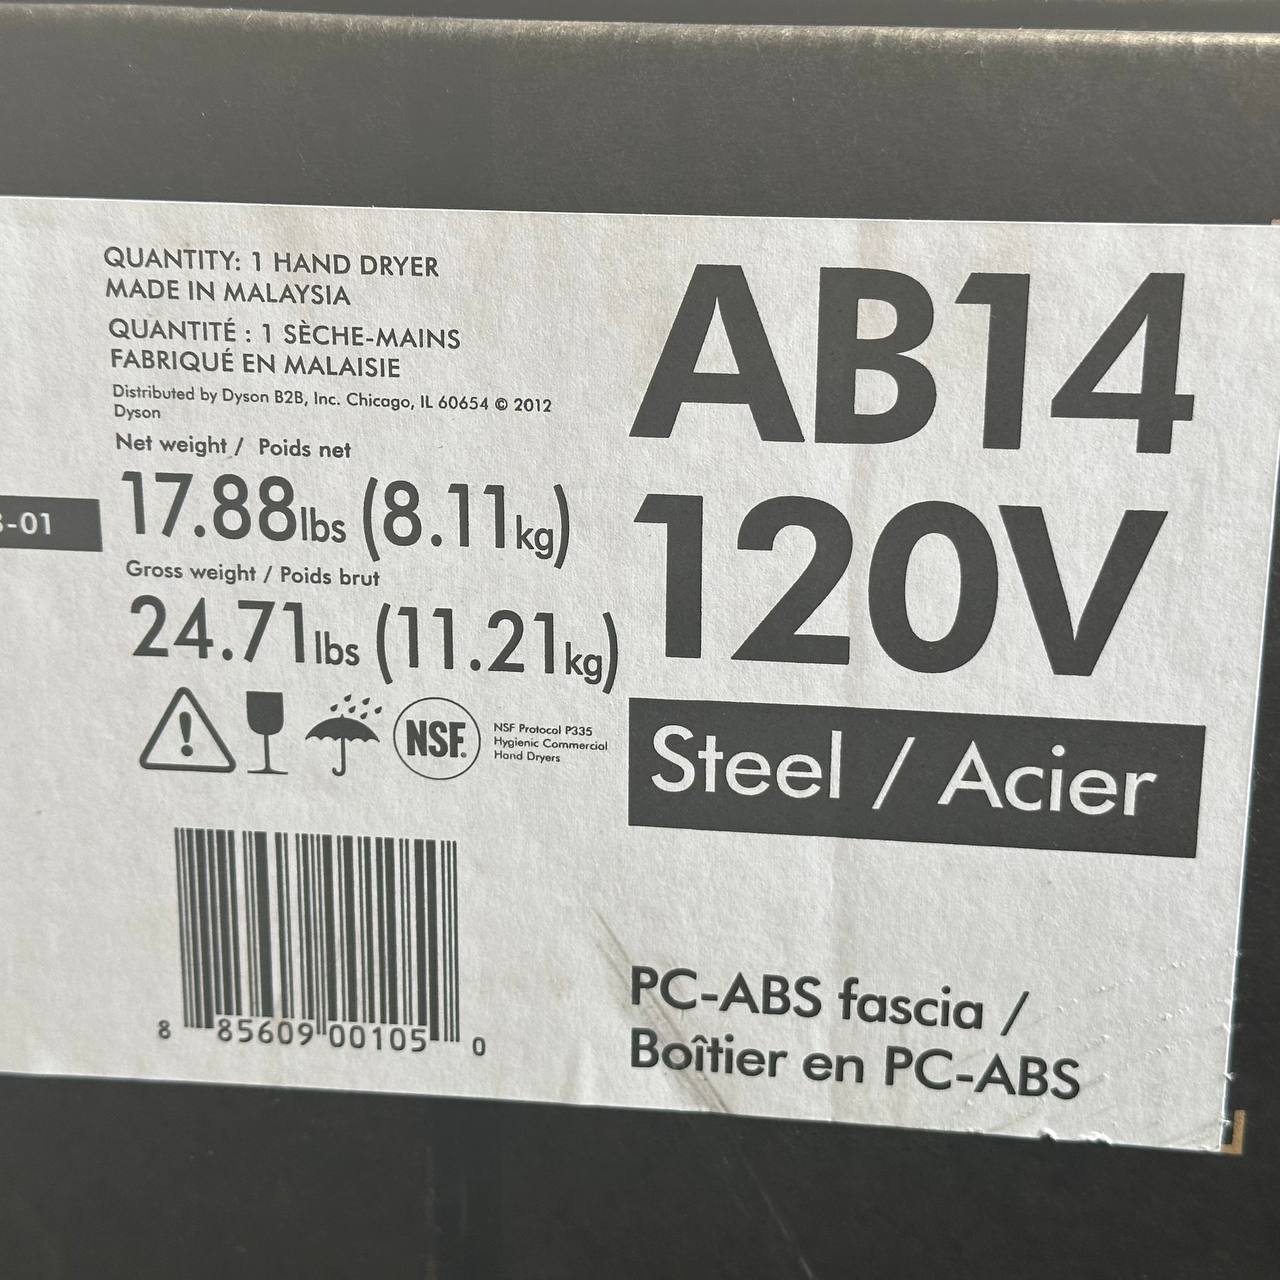 QUANTITY: 1 HAND DRYER
MADE IN MALAYSIA
QUANTITÉ : 1 SÈCHE-MAINS
FABRIQUÉ EN MALAISIE
Distributed by Dyson B2B, Inc. Chicago, IL 60654 © 2012
Dyson
Net weight / Poids net
17.88lbs (8.11kg)
Gross weight / Poids brut
24.71lbs (11.21kg)
-01
NSF®
NSF Protocol P335
Hygienic Commercial
Hand Dryers
8 85609 00105 0
AB14
120V
Steel / Acier
PC-ABS fascia /
Boîtier en PC-ABS